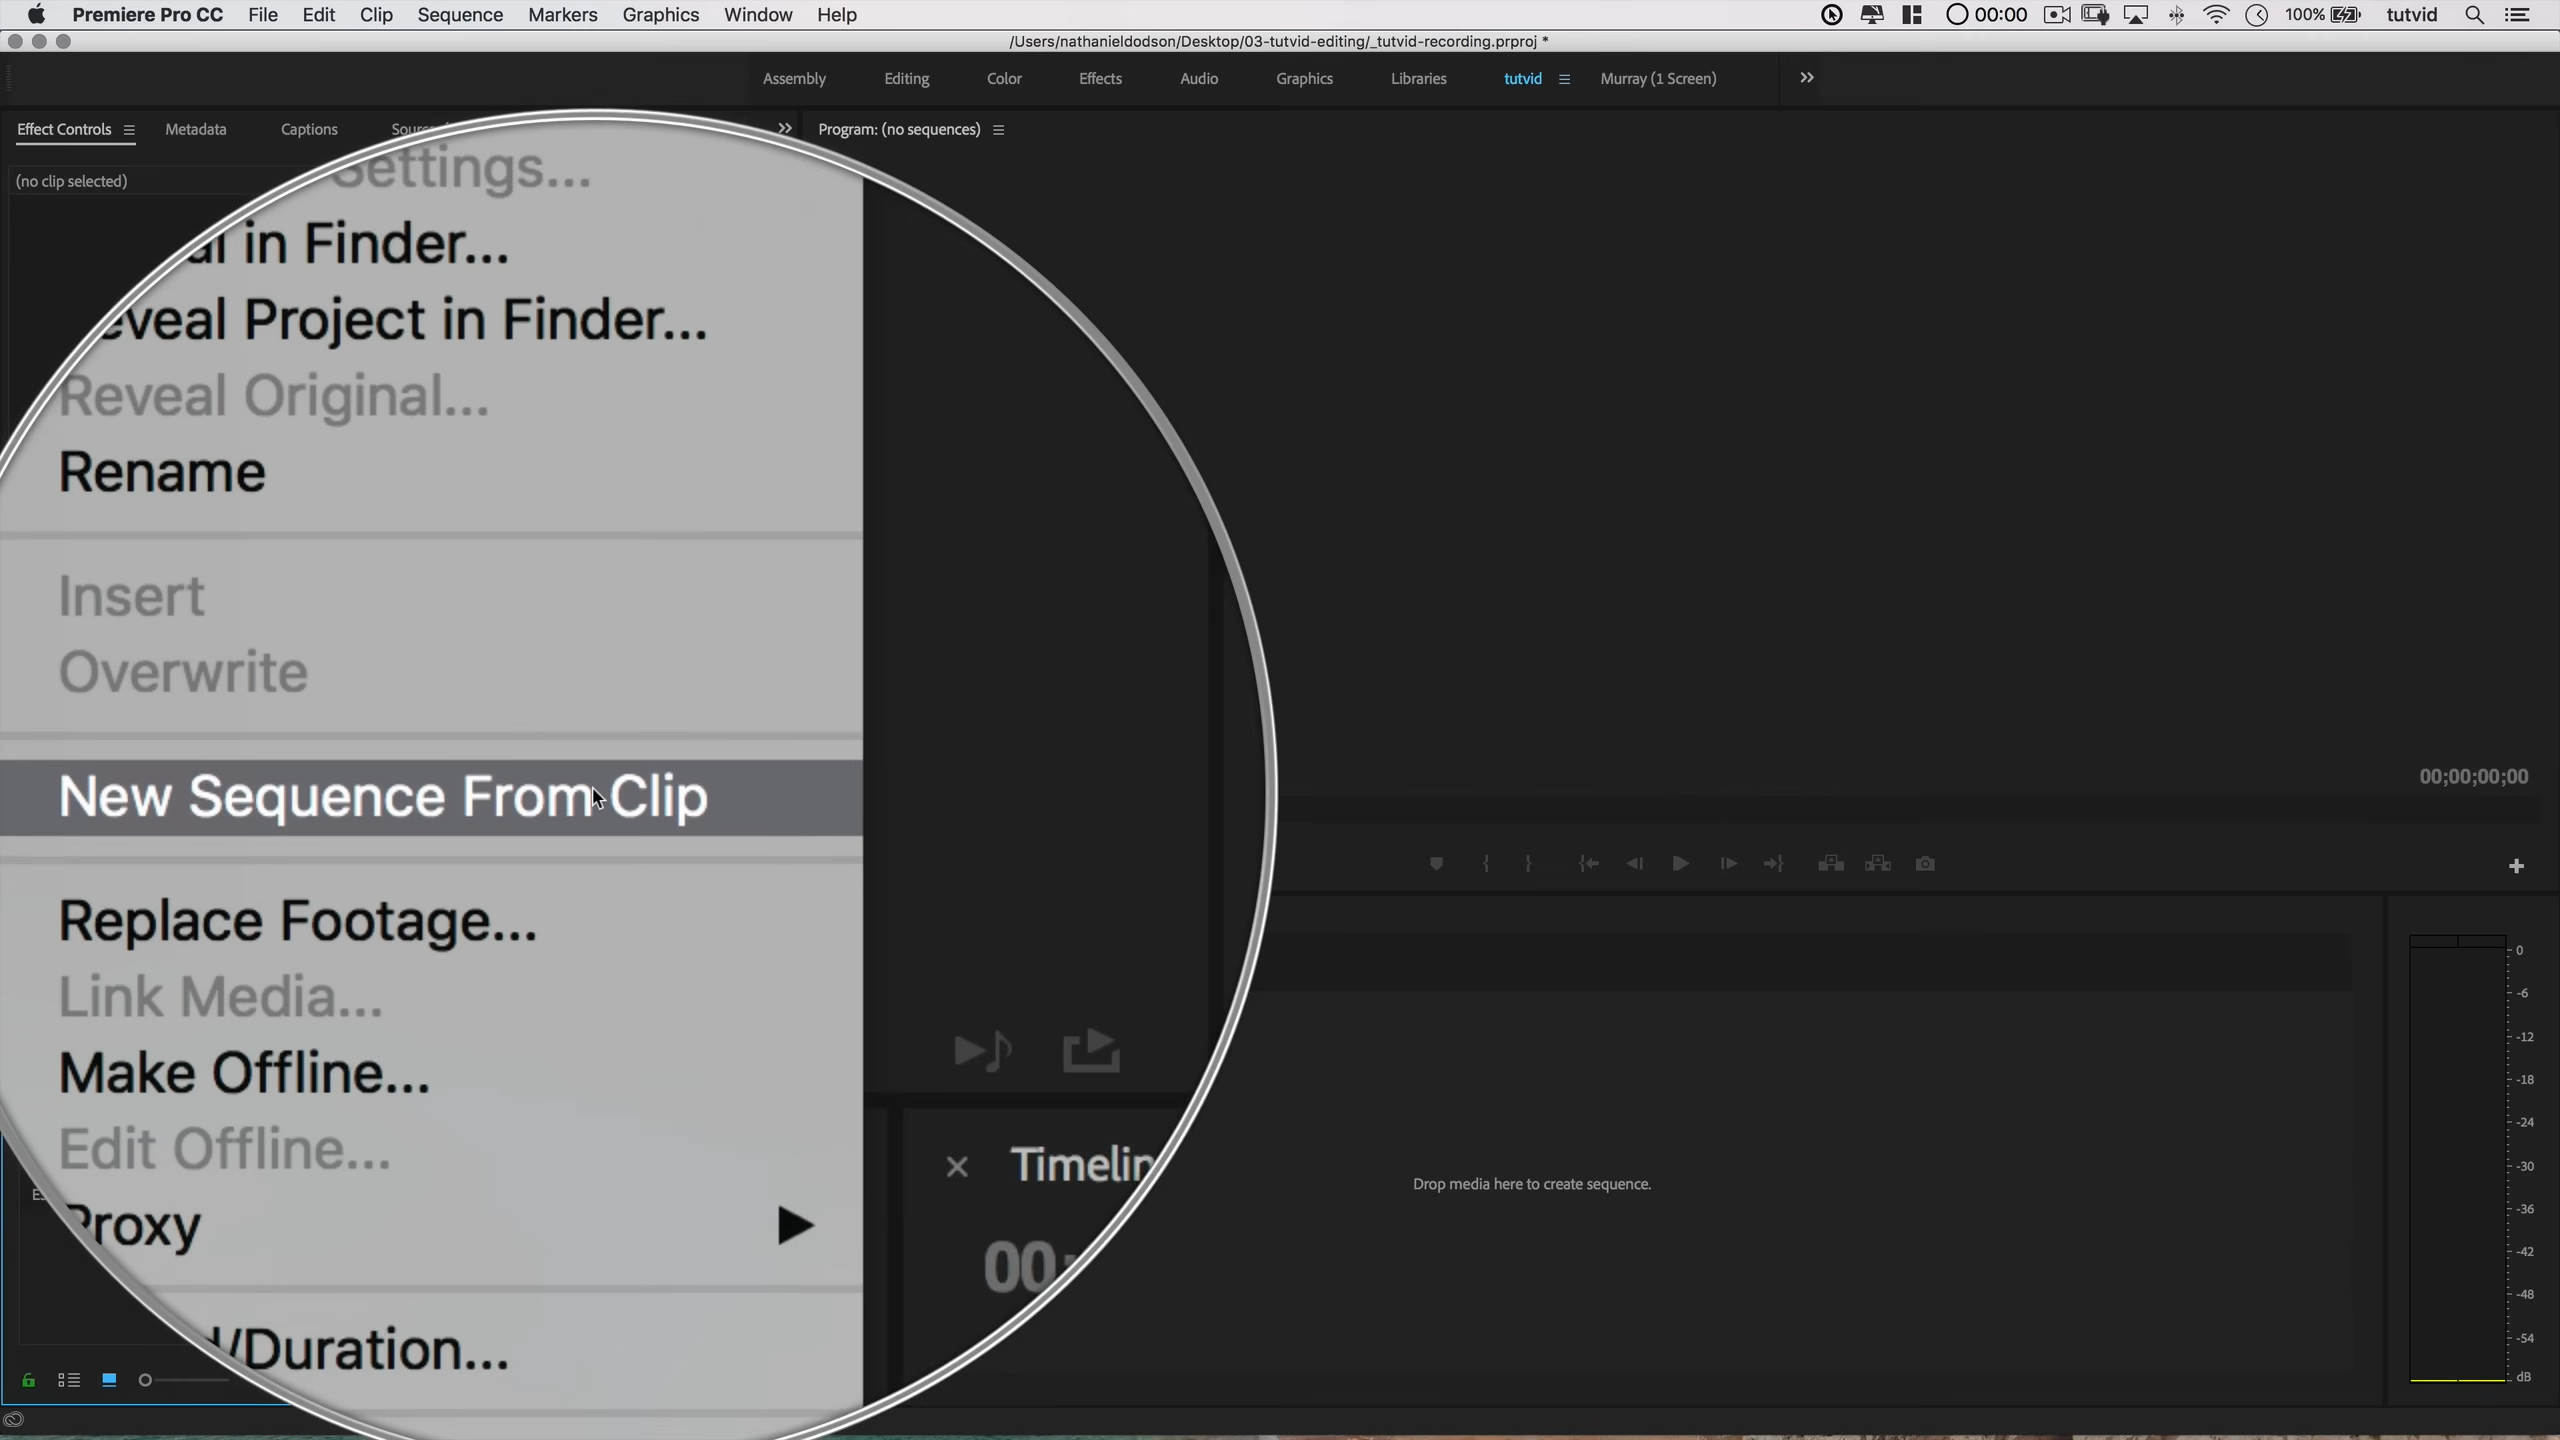 Premiere Pro CC File Edit Clip Sequence Markers Graphics Window Help 00:00 100% tutvid
/Users/nathanieldodson/Desktop/03-tutvid-editing/_tutvid-recording.prproj *
Assembly Editing Color Effects Audio Graphics Libraries tutvid Murray (1 Screen)
Effect Controls Metadata Captions Program: (no sequences)
(no clip selected)
Settings...
in Finder...
eveal Project in Finder...
Reveal Original...
Rename
Insert
Overwrite
New Sequence From Clip
Replace Footage...
Link Media...
Make Offline...
Edit Offline...
Proxy
/Duration...
Timelin
00:
00;00;00;00
Drop media here to create sequence.
0
-6
-12
-18
-24
-30
-36
-42
-48
-54
dB